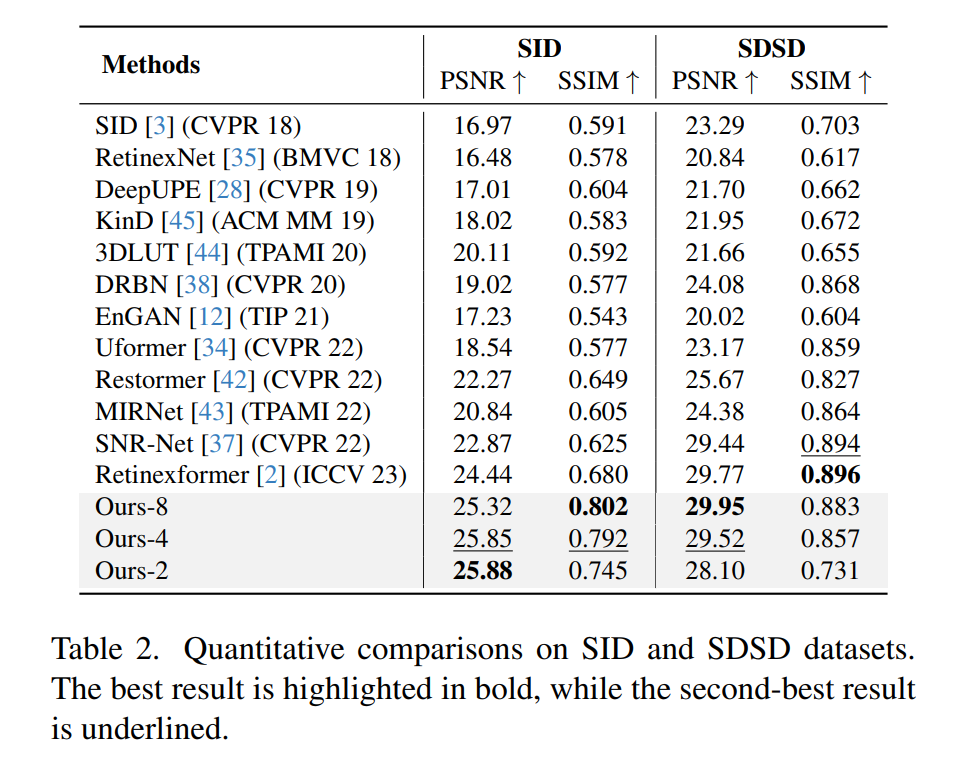 Methods SID SDSD
PSNR ↑ SSIM ↑ PSNR ↑ SSIM ↑
SID [3] (CVPR 18) 16.97 0.591 23.29 0.703
RetinexNet [35] (BMVC 18) 16.48 0.578 20.84 0.617
DeepUPE [28] (CVPR 19) 17.01 0.604 21.70 0.662
KinD [45] (ACM MM 19) 18.02 0.583 21.95 0.672
3DLUT [44] (TPAMI 20) 20.11 0.592 21.66 0.655
DRBN [38] (CVPR 20) 19.02 0.577 24.08 0.868
EnGAN [12] (TIP 21) 17.23 0.543 20.02 0.604
Uformer [34] (CVPR 22) 18.54 0.577 23.17 0.859
Restormer [42] (CVPR 22) 22.27 0.649 25.67 0.827
MIRNet [43] (TPAMI 22) 20.84 0.605 24.38 0.864
SNR-Net [37] (CVPR 22) 22.87 0.625 29.44 0.894
Retinexformer [2] (ICCV 23) 24.44 0.680 29.77 0.896
Ours-8 25.32 0.802 29.95 0.883
Ours-4 25.85 0.792 29.52 0.857
Ours-2 25.88 0.745 28.10 0.731
Table 2. Quantitative comparisons on SID and SDSD datasets.
The best result is highlighted in bold, while the second-best result
is underlined.